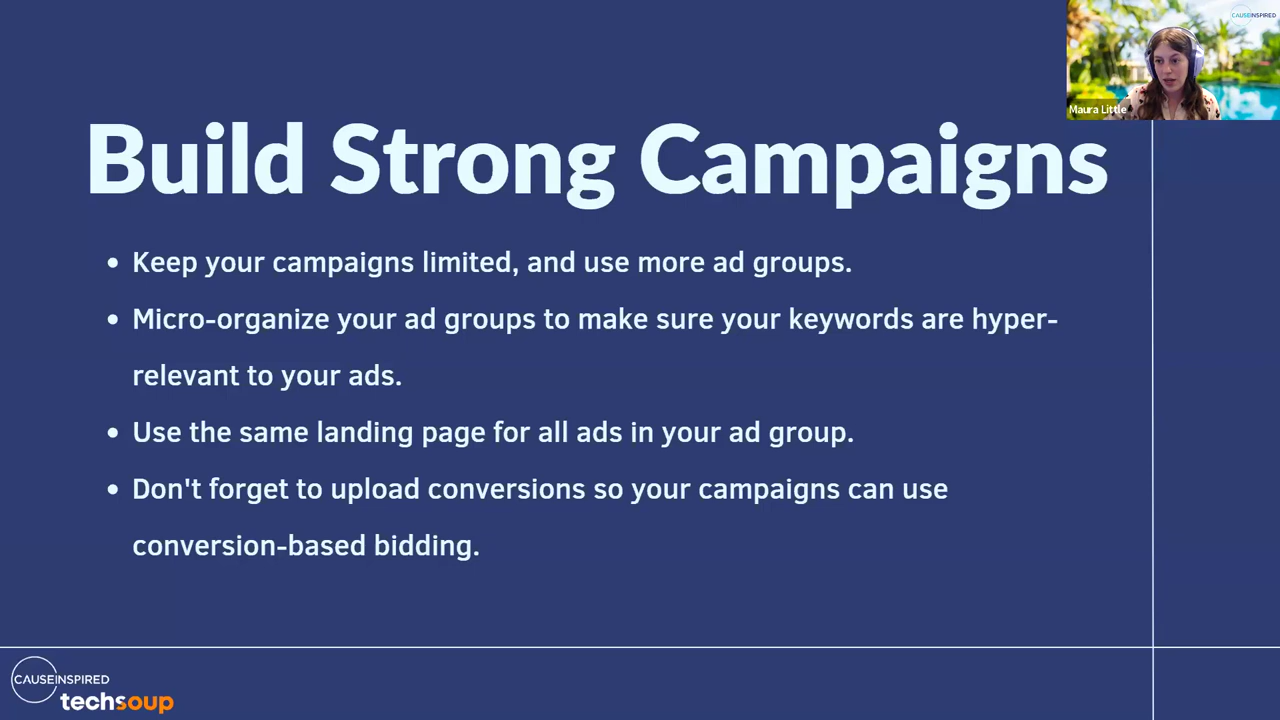 CAUSEINSPIRED
Maura Little
Build Strong Campaigns
• Keep your campaigns limited, and use more ad groups.
• Micro-organize your ad groups to make sure your keywords are hyper-
relevant to your ads.
• Use the same landing page for all ads in your ad group.
• Don't forget to upload conversions so your campaigns can use
conversion-based bidding.
CAUSEINSPIRED
techsoup